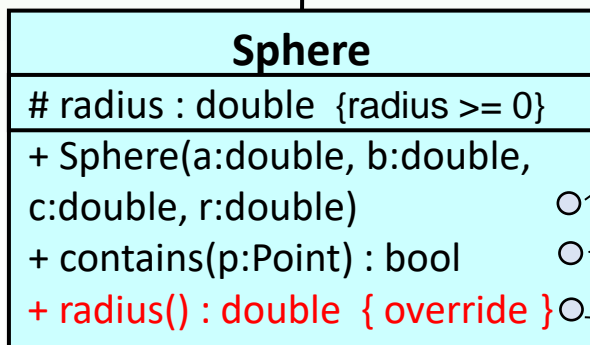 Sphere
# radius : double {radius >= 0}
+ Sphere(a:double, b:double,
c:double, r:double)
+ contains(p:Point) : bool
+ radius() : double { override }